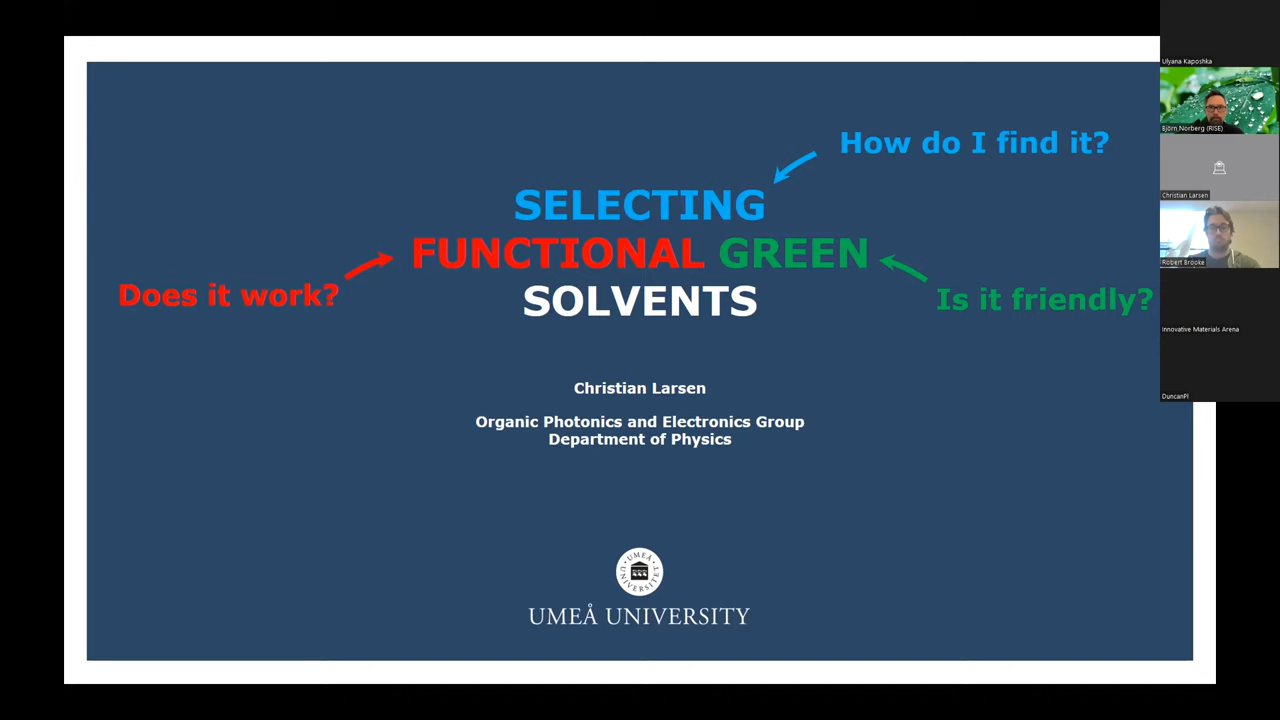 How do I find it?
SELECTING
FUNCTIONAL GREEN
Does it work?
Is it friendly?
SOLVENTS
Christian Larsen
Organic Photonics and Electronics Group
Department of Physics
UMEÅ
UNIVERSITET
UMEÅ UNIVERSITY
Ulyana Kaposhka
Björn Norberg (RISE)
Christian Larsen
Robert Brooke
Innovative Materials Arena
DuncanPl